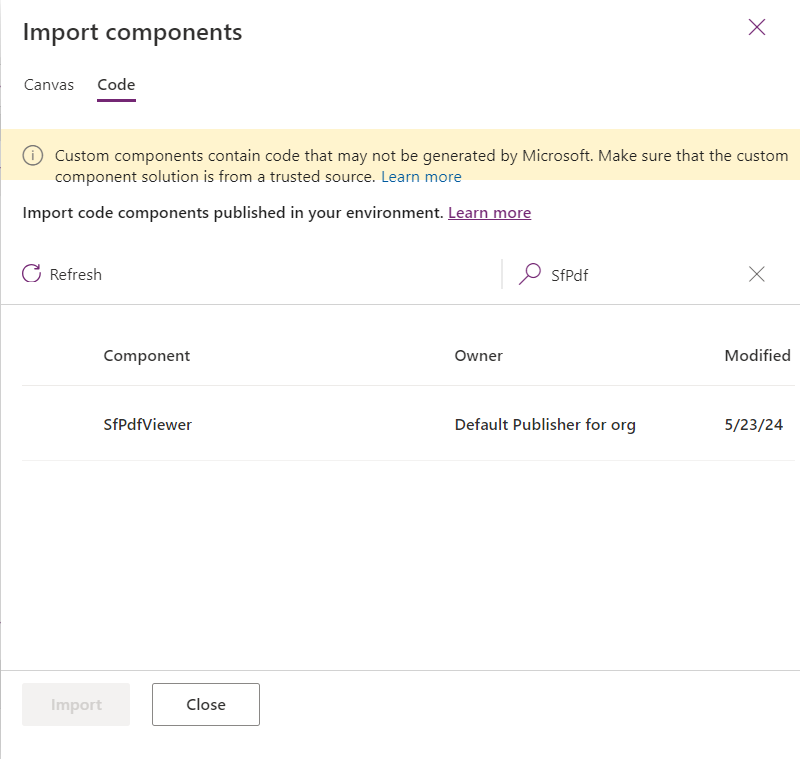 Import components
Canvas Code
Custom components contain code that may not be generated by Microsoft. Make sure that the custom
component solution is from a trusted source. Learn more
Import code components published in your environment. Learn more
Refresh SfPdf
Component Owner Modified
SfPdfViewer Default Publisher for org 5/23/24
Import Close